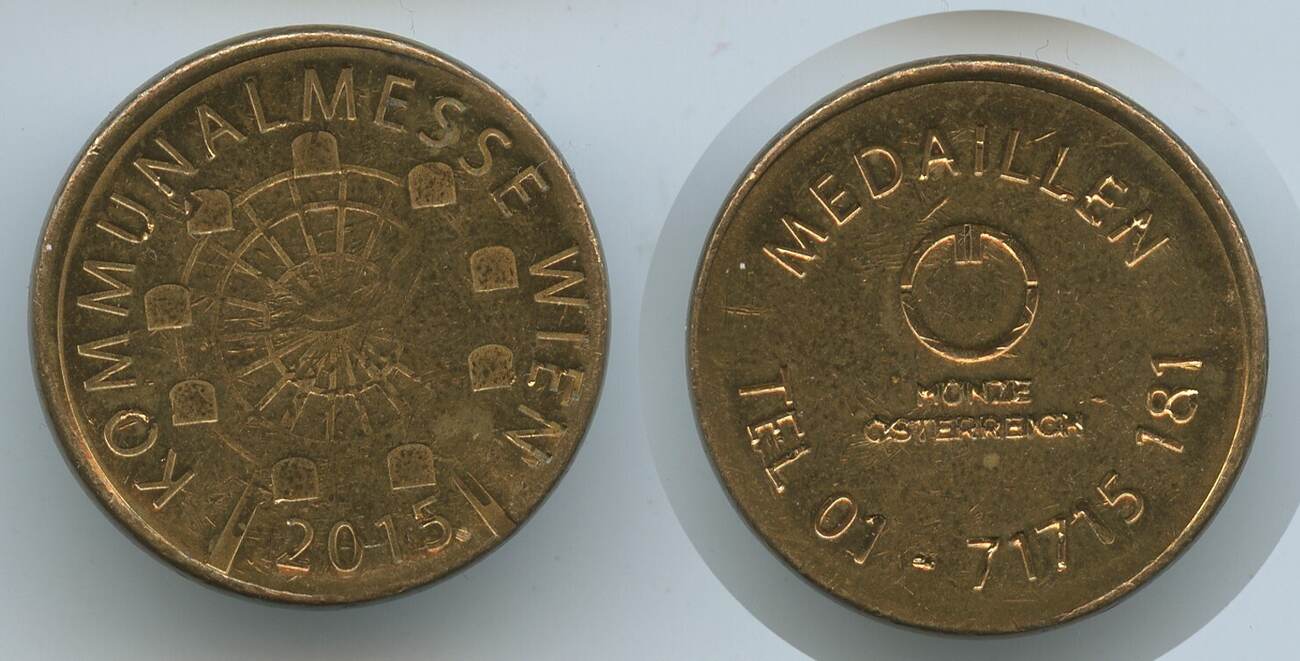 KOMMUNALMESSE WIEN
2015
MEDAILLEN
MÜNZE
ÖSTERREICH
TEL 01 - 71715 181